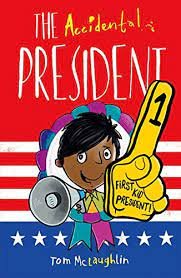 THE Accidental
PRESIDENT
1
FIRST
KID
PRESIDENT!
TOM McLAUGHLIN